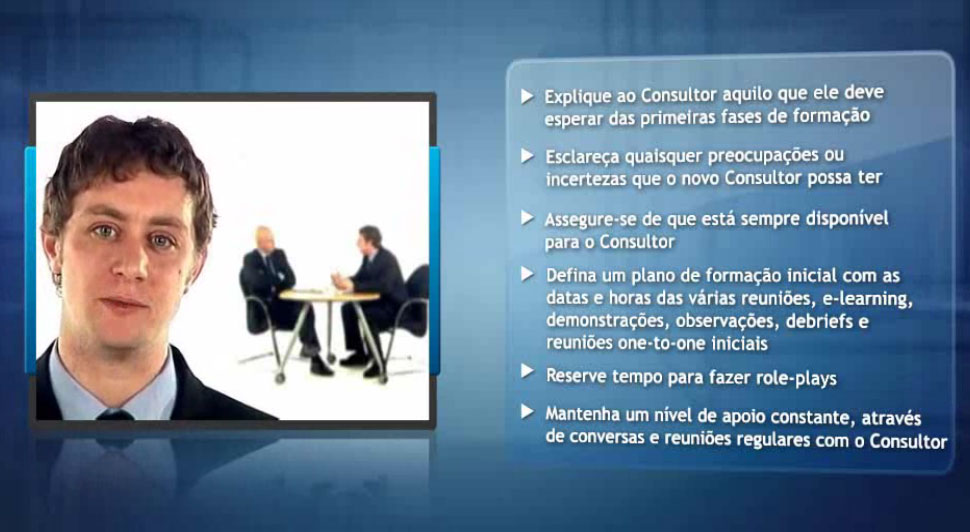 Explique ao Consultor aquilo que ele deve
esperar das primeiras fases de formação
Esclareça quaisquer preocupações ou
incertezas que o novo Consultor possa ter
Assegure-se de que está sempre disponível
para o Consultor
Defina um plano de formação inicial com as
datas e horas das várias reuniões, e-learning,
demonstrações, observações, debriefs e
reuniões one-to-one iniciais
Reserve tempo para fazer role-plays
Mantenha um nível de apoio constante, através
de conversas e reuniões regulares com o Consultor